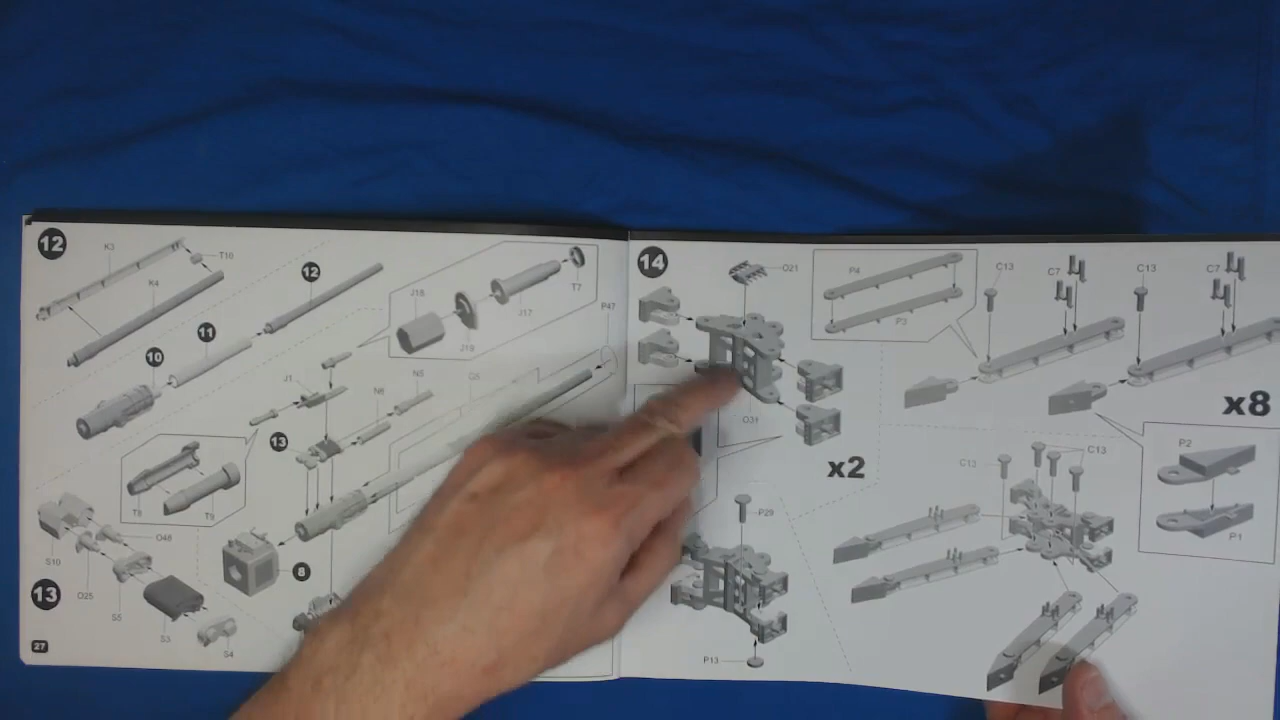 12
K3
T10
K4
12
11
10
J18
J19
J17
T7
P47
J1
N6
N5
G5
13
T8
T9
S10
O48
O25
S5
S3
S4
8
13
27
14
O21
O31
x2
P4
P3
C13
C7
C13
C7
x8
P2
P1
P29
P13
C13
C13